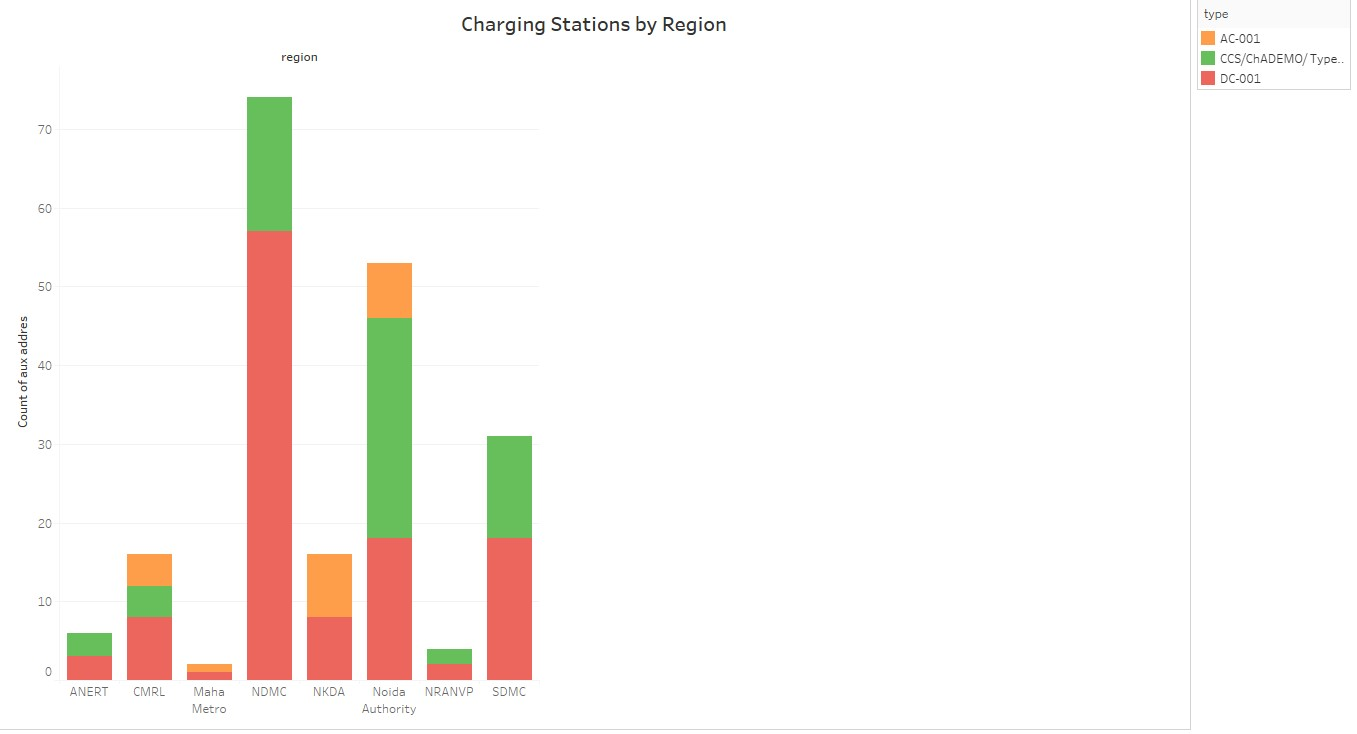 Charging Stations by Region
region
Count of aux addres
70
60
50
40
30
20
10
0
ANERT
CMRL
Maha
Metro
NDMC
NKDA
Noida
Authority
NRANVP
SDMC
type
AC-001
CCS/ChADEMO/ Type..
DC-001